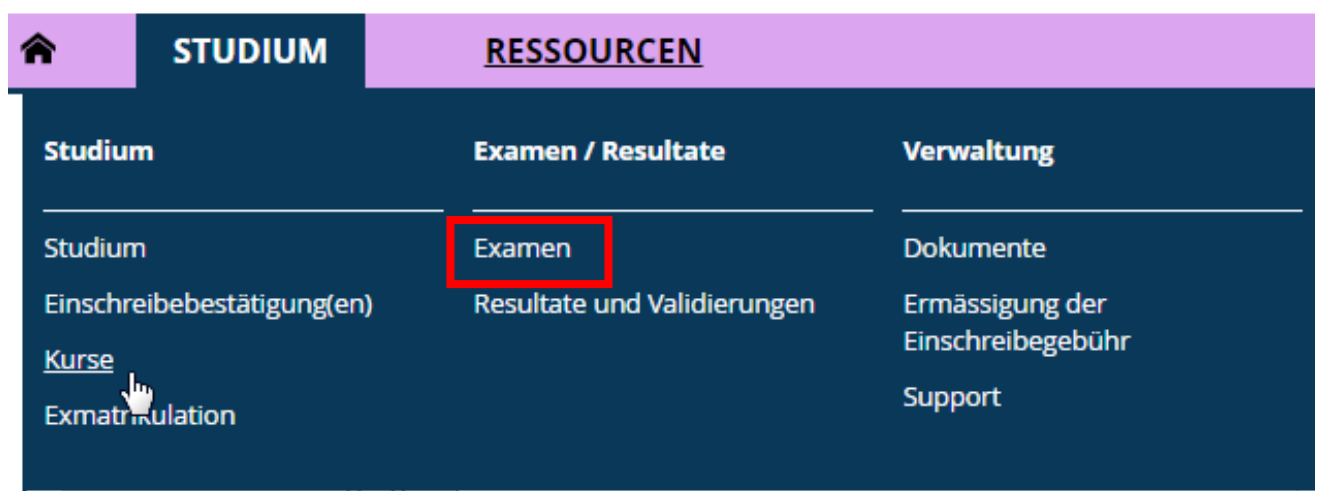 STUDIUM
RESSOURCEN
Studium
Studium
Einschreibebestätigung(en)
Kurse
Exmatrikulation
Examen / Resultate
Examen
Resultate und Validierungen
Verwaltung
Dokumente
Ermässigung der
Einschreibegebühr
Support